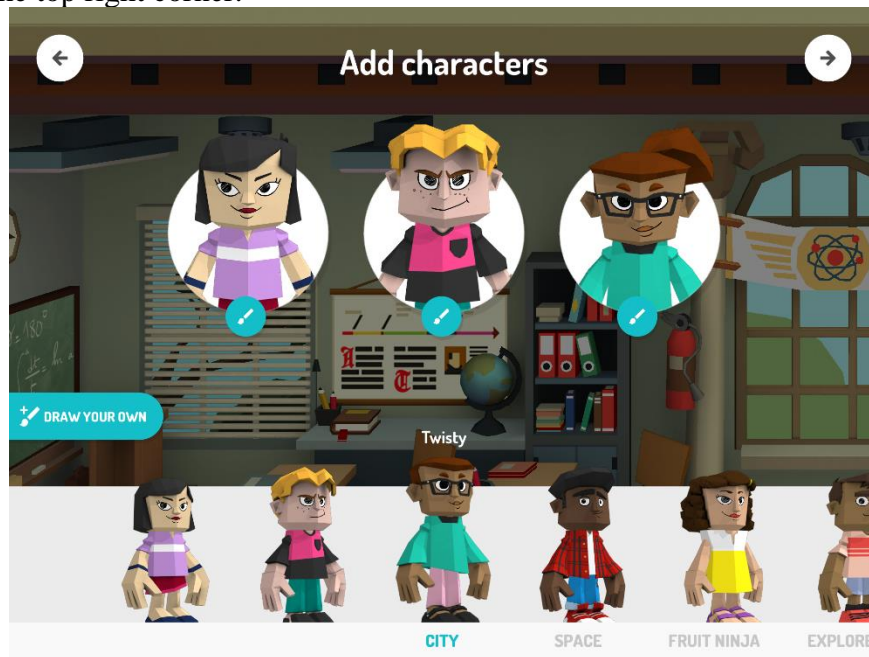 Add characters
DRAW YOUR OWN
Twisty
CITY
SPACE
FRUIT NINJA